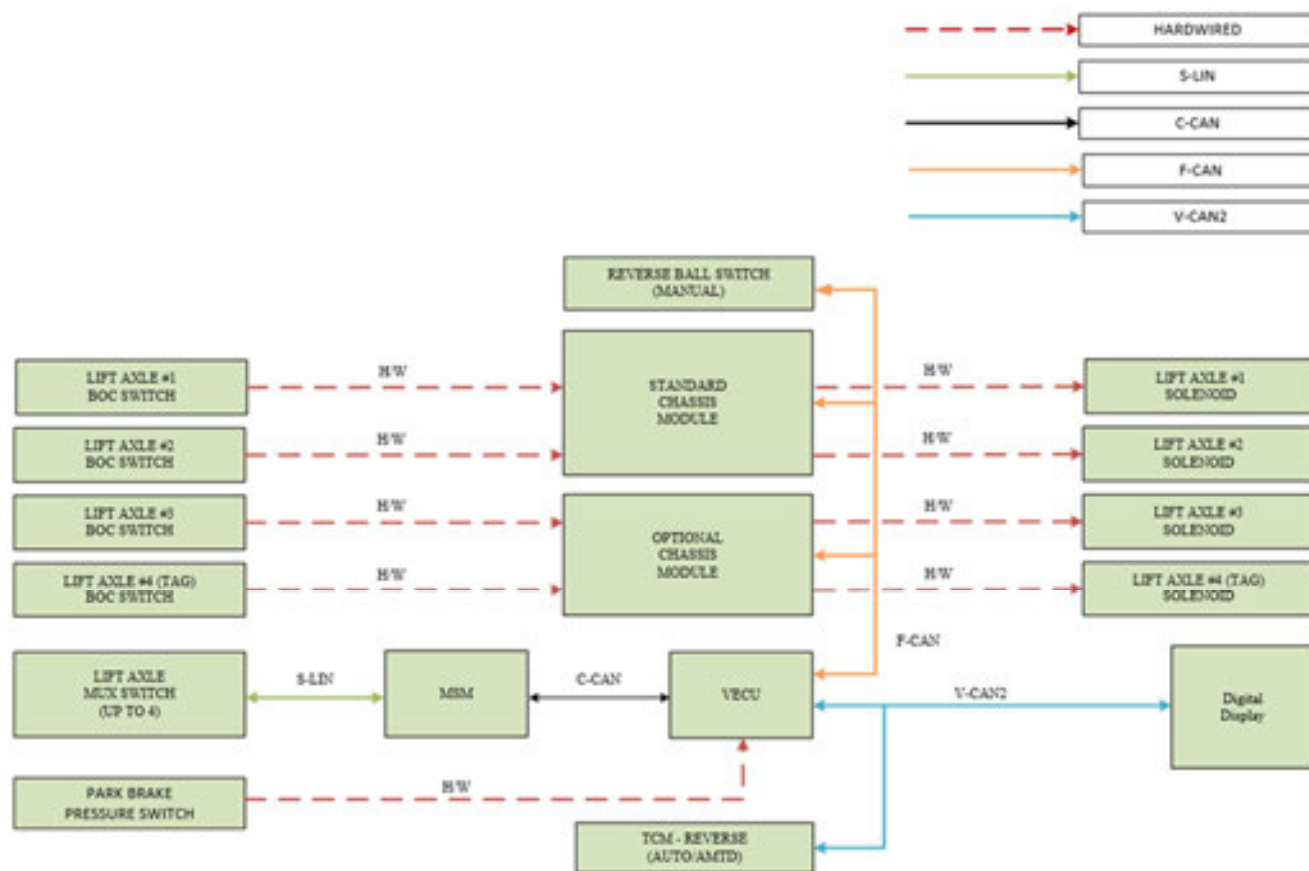 HARDWIRED
S-LIN
C-CAN
F-CAN
V-CAN2
REVERSE BALL SWITCH
(MANUAL)
LIFT AXLE #1
BOC SWITCH
H/W
STANDARD
CHASSIS
MODULE
H/W
LIFT AXLE #1
SOLENOID
LIFT AXLE #2
BOC SWITCH
H/W
H/W
LIFT AXLE #2
SOLENOID
LIFT AXLE #3
BOC SWITCH
H/W
OPTIONAL
CHASSIS
MODULE
H/W
LIFT AXLE #3
SOLENOID
LIFT AXLE #4 (TAG)
BOC SWITCH
H/W
H/W
LIFT AXLE #4 (TAG)
SOLENOID
F-CAN
LIFT AXLE
MUX SWITCH
(UP TO 4)
S-LIN
MSM
C-CAN
VECU
V-CAN2
Digital
Display
PARK BRAKE
PRESSURE SWITCH
H/W
TCM - REVERSE
(AUTO/AMTD)